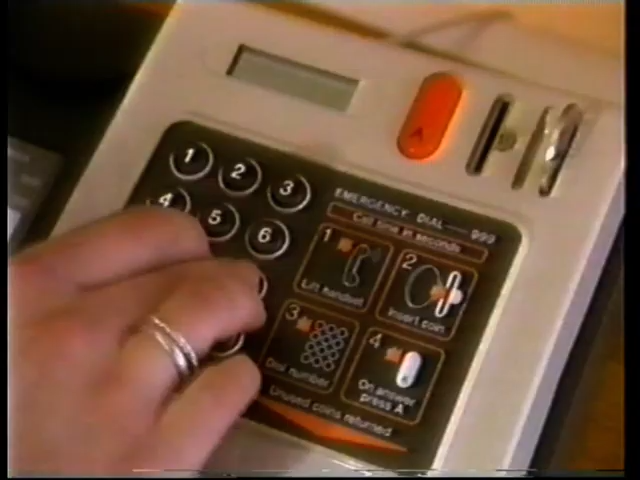 1 2 3
4 5
6
A
EMERGENCY DIAL — 999
Call time in seconds
1
Lift handset
2
Insert coin
3
Dial number
4
On answer
press A
Unused coins returned